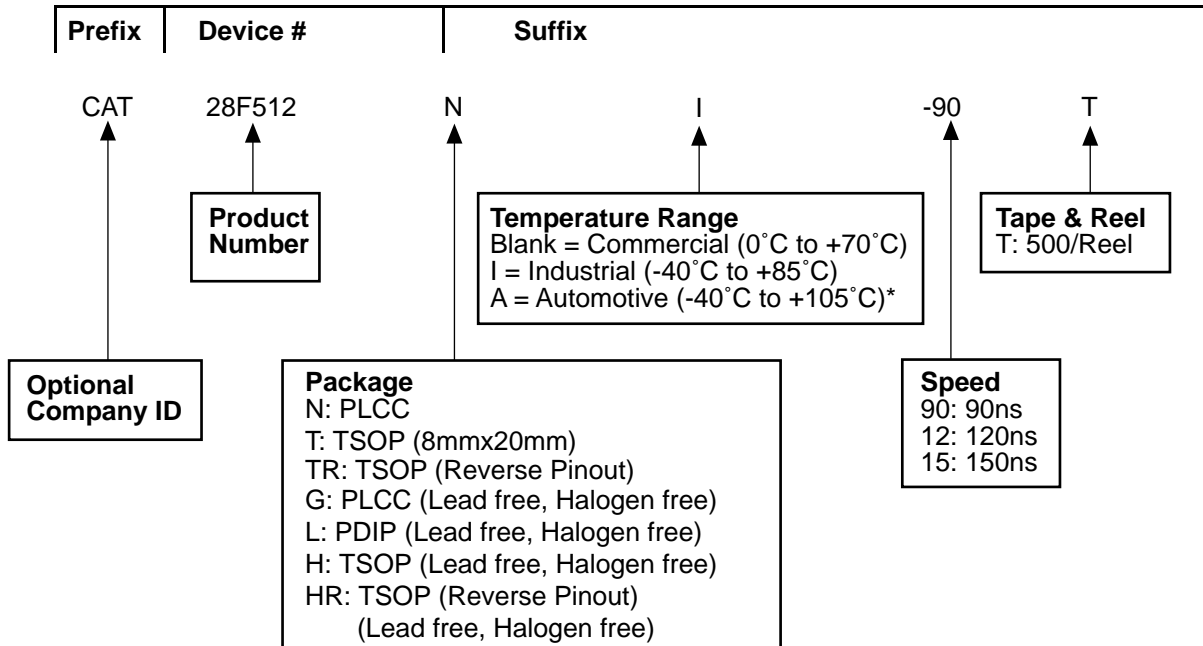 Prefix Device # Suffix
CAT 28F512 N I -90 T
Product
Number
Temperature Range
Blank = Commercial (0˚C to +70˚C)
I = Industrial (-40˚C to +85˚C)
A = Automotive (-40˚C to +105˚C)*
Tape & Reel
T: 500/Reel
Optional
Company ID
Package
N: PLCC
T: TSOP (8mmx20mm)
TR: TSOP (Reverse Pinout)
G: PLCC (Lead free, Halogen free)
L: PDIP (Lead free, Halogen free)
H: TSOP (Lead free, Halogen free)
HR: TSOP (Reverse Pinout)
(Lead free, Halogen free)
Speed
90: 90ns
12: 120ns
15: 150ns